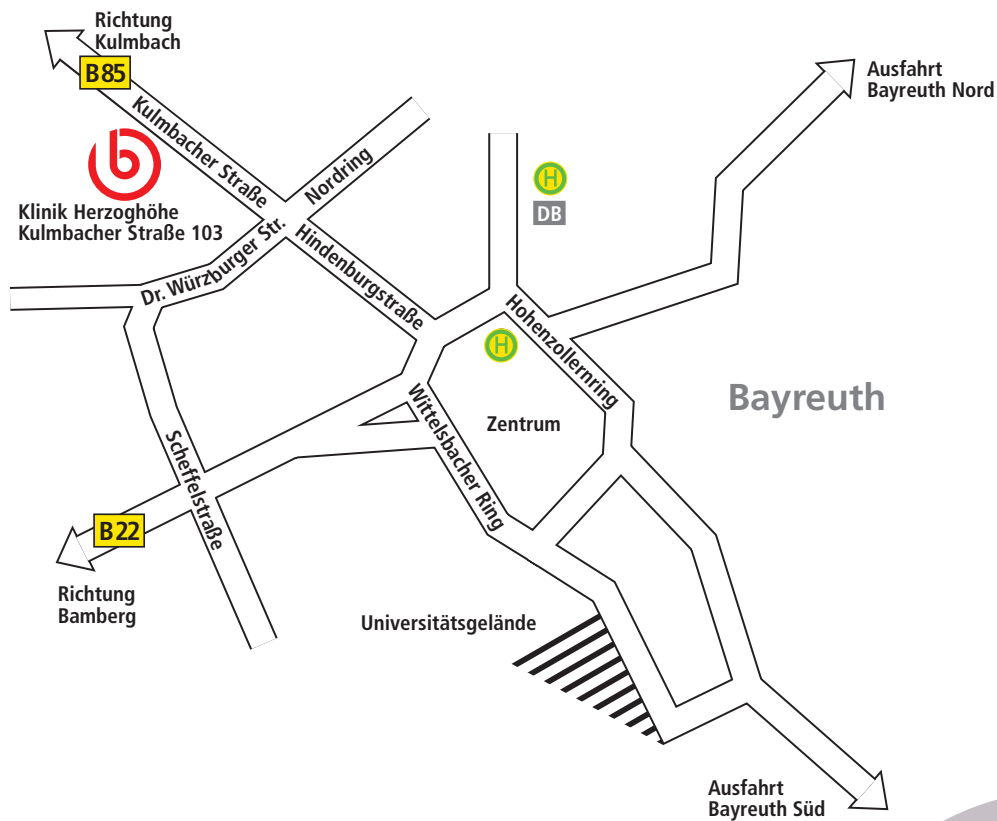 Richtung
Kulmbach
B85
Ausfahrt
Bayreuth Nord
Kulmbacher Straße
Nordring
H
DB
Klinik Herzoghöhe
Kulmbacher Straße 103
Dr. Würzburger Str.
Hindenburgstraße
Hohenzollernring
H
Bayreuth
Wittelsbacher Ring
Zentrum
Scheffelstraße
B22
Richtung
Bamberg
Universitätsgelände
Ausfahrt
Bayreuth Süd